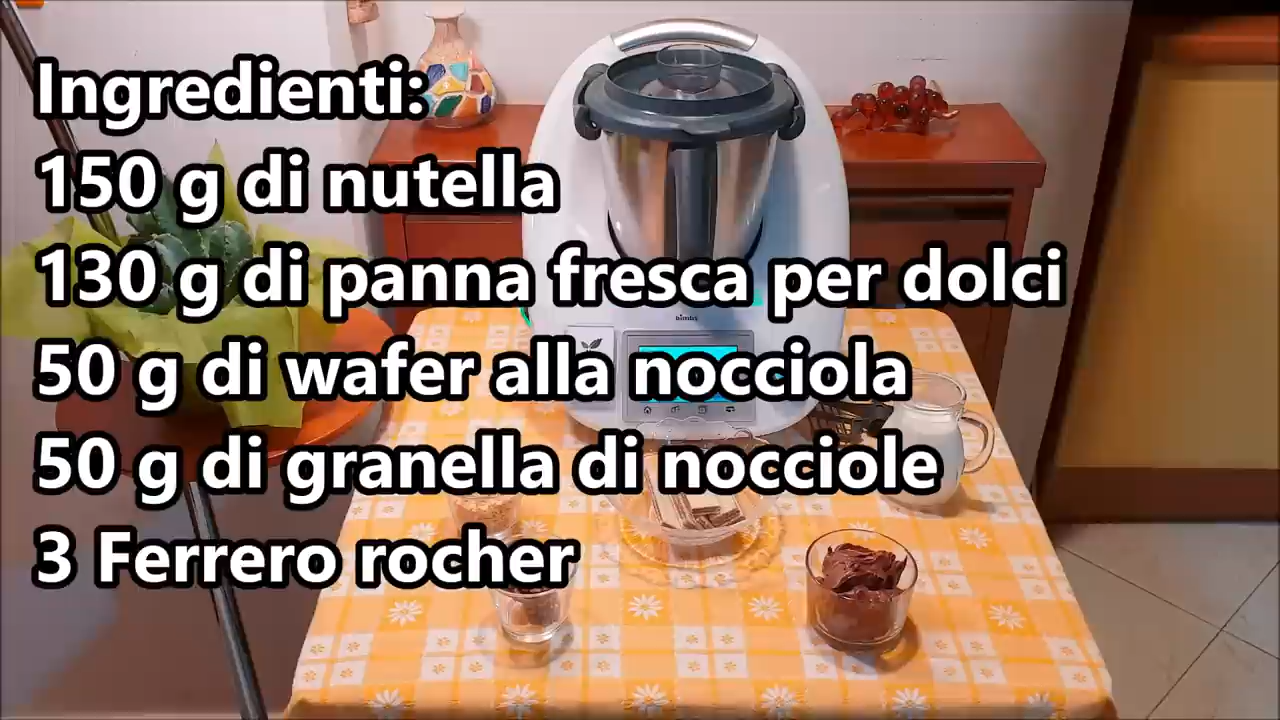 Ingredienti:
150 g di nutella
130 g di panna fresca per dolci
50 g di wafer alla nocciola
50 g di granella di nocciole
3 Ferrero rocher
bimby